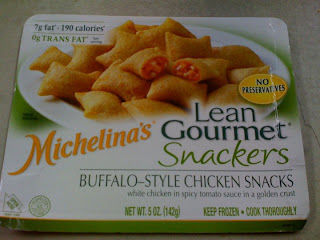 7g fat* - 190 calories*
0g TRANS FAT*
NO
PRESERVATIVES
Michelina's®
Lean
Gourmet®
Snackers
BUFFALO-STYLE CHICKEN SNACKS
white chicken in spicy tomato sauce in a golden crust
NET WT. 5 OZ. (142g)
KEEP FROZEN • COOK THOROUGHLY